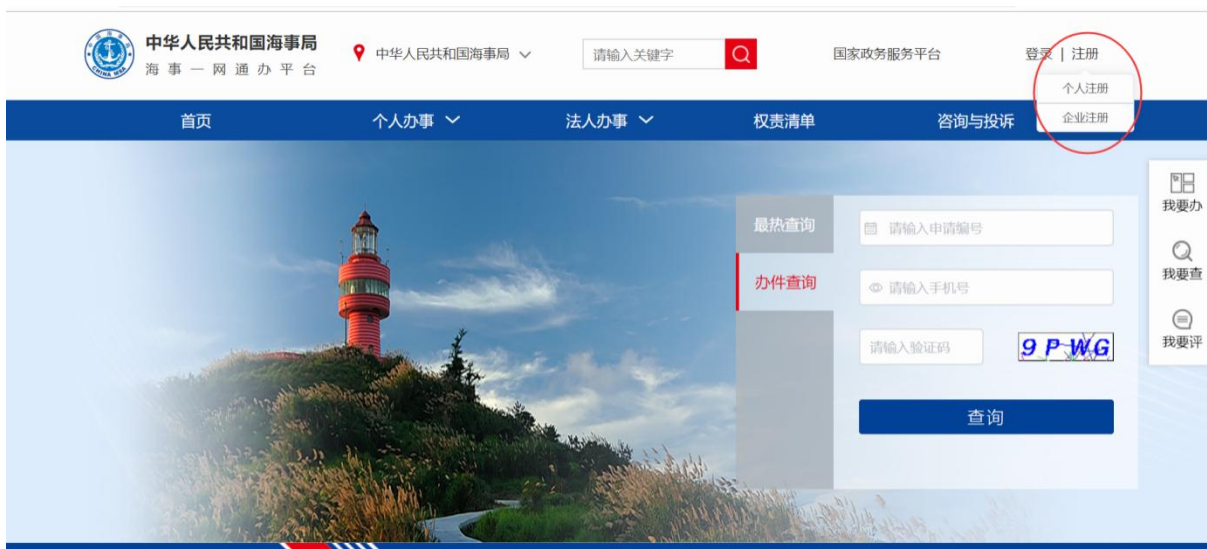 中华人民共和国海事局
海事一网通办平台
CHINA MSA
中华人民共和国海事局
请输入关键字
国家政务服务平台
登录 | 注册
个人注册
企业注册
首页
个人办事
法人办事
权责清单
咨询与投诉
最热查询
办件查询
请输入申请编号
请输入手机号
请输入验证码
9 P W G
查询
我要办
我要查
我要评